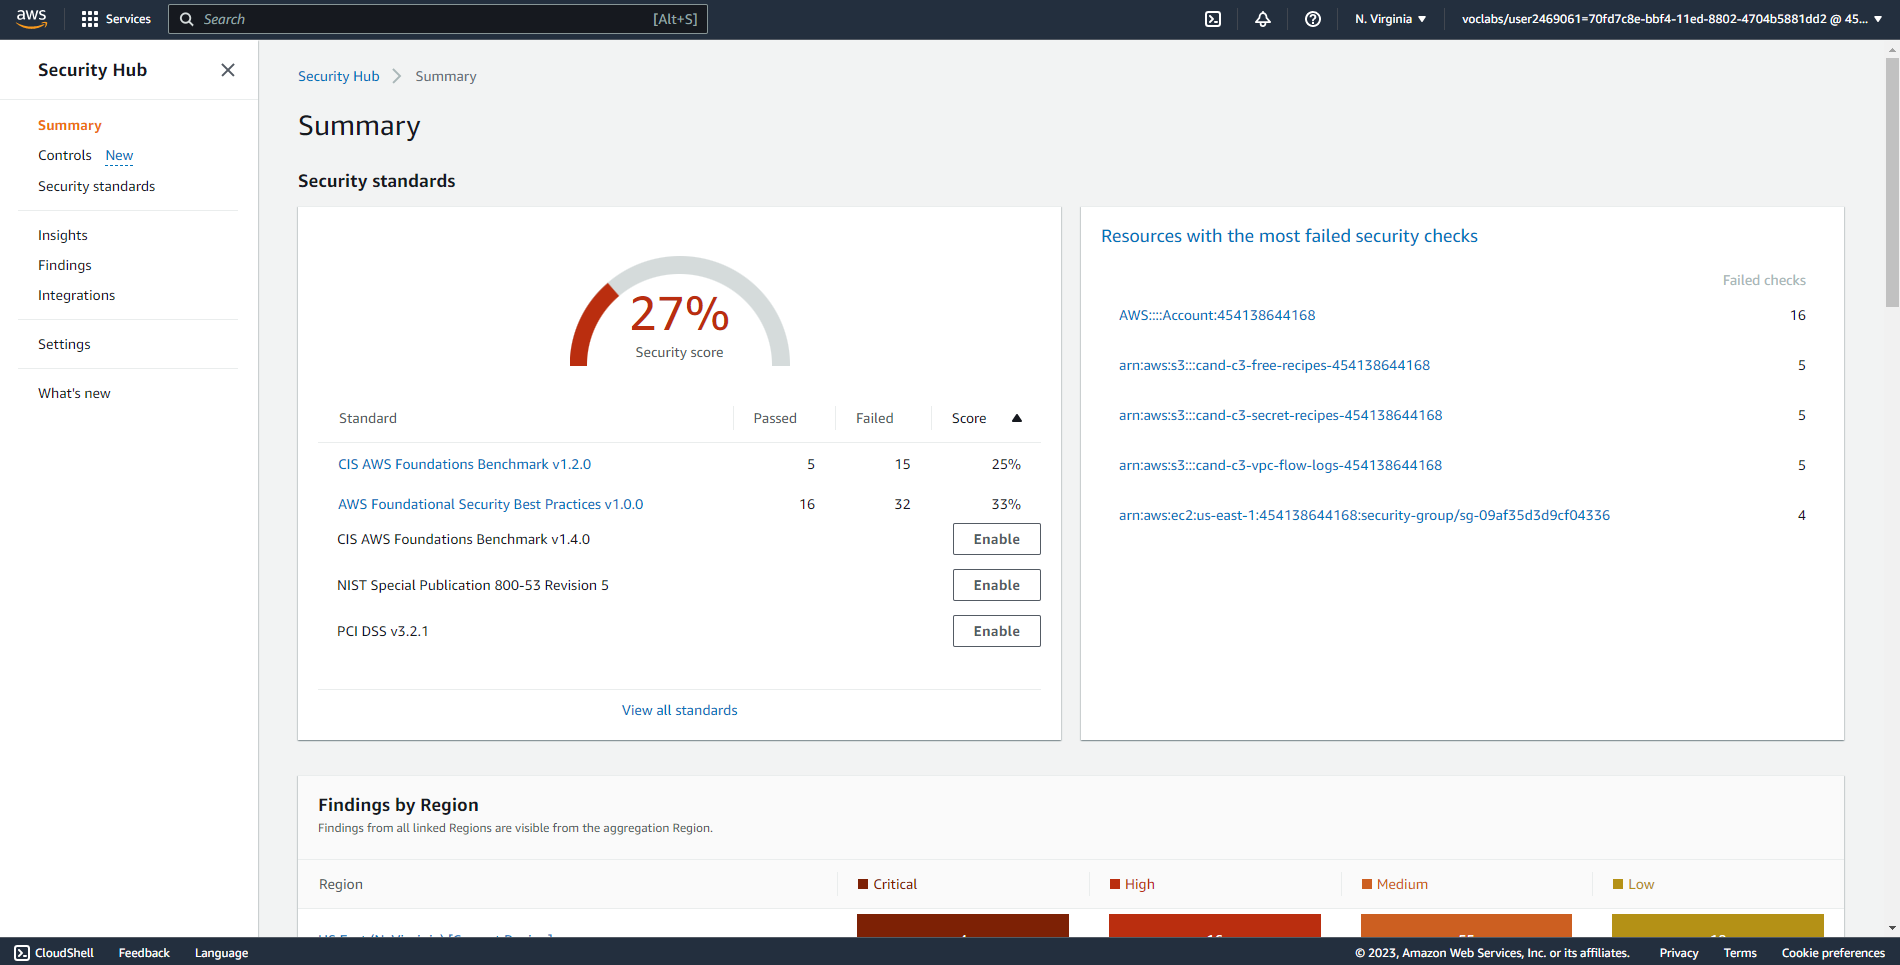 aws
Services
Search
[Alt+S]
N. Virginia ▼
voclabs/user2469061=70fd7c8e-bbf4-11ed-8802-4704b5881dd2 @ 45... ▼
Security Hub
Summary
Controls New
Security standards
Insights
Findings
Integrations
Settings
What's new
Security Hub > Summary
Summary
Security standards
27%
Security score
Standard Passed Failed Score ▲
CIS AWS Foundations Benchmark v1.2.0 5 15 25%
AWS Foundational Security Best Practices v1.0.0 16 32 33%
CIS AWS Foundations Benchmark v1.4.0 Enable
NIST Special Publication 800-53 Revision 5 Enable
PCI DSS v3.2.1 Enable
View all standards
Resources with the most failed security checks
Failed checks
AWS::::Account:454138644168 16
arn:aws:s3:::cand-c3-free-recipes-454138644168 5
arn:aws:s3:::cand-c3-secret-recipes-454138644168 5
arn:aws:s3:::cand-c3-vpc-flow-logs-454138644168 5
arn:aws:ec2:us-east-1:454138644168:security-group/sg-09af35d3d9cf04336 4
Findings by Region
Findings from all linked Regions are visible from the aggregation Region.
Region Critical High Medium Low
CloudShell Feedback Language
© 2023, Amazon Web Services, Inc. or its affiliates. Privacy Terms Cookie preferences